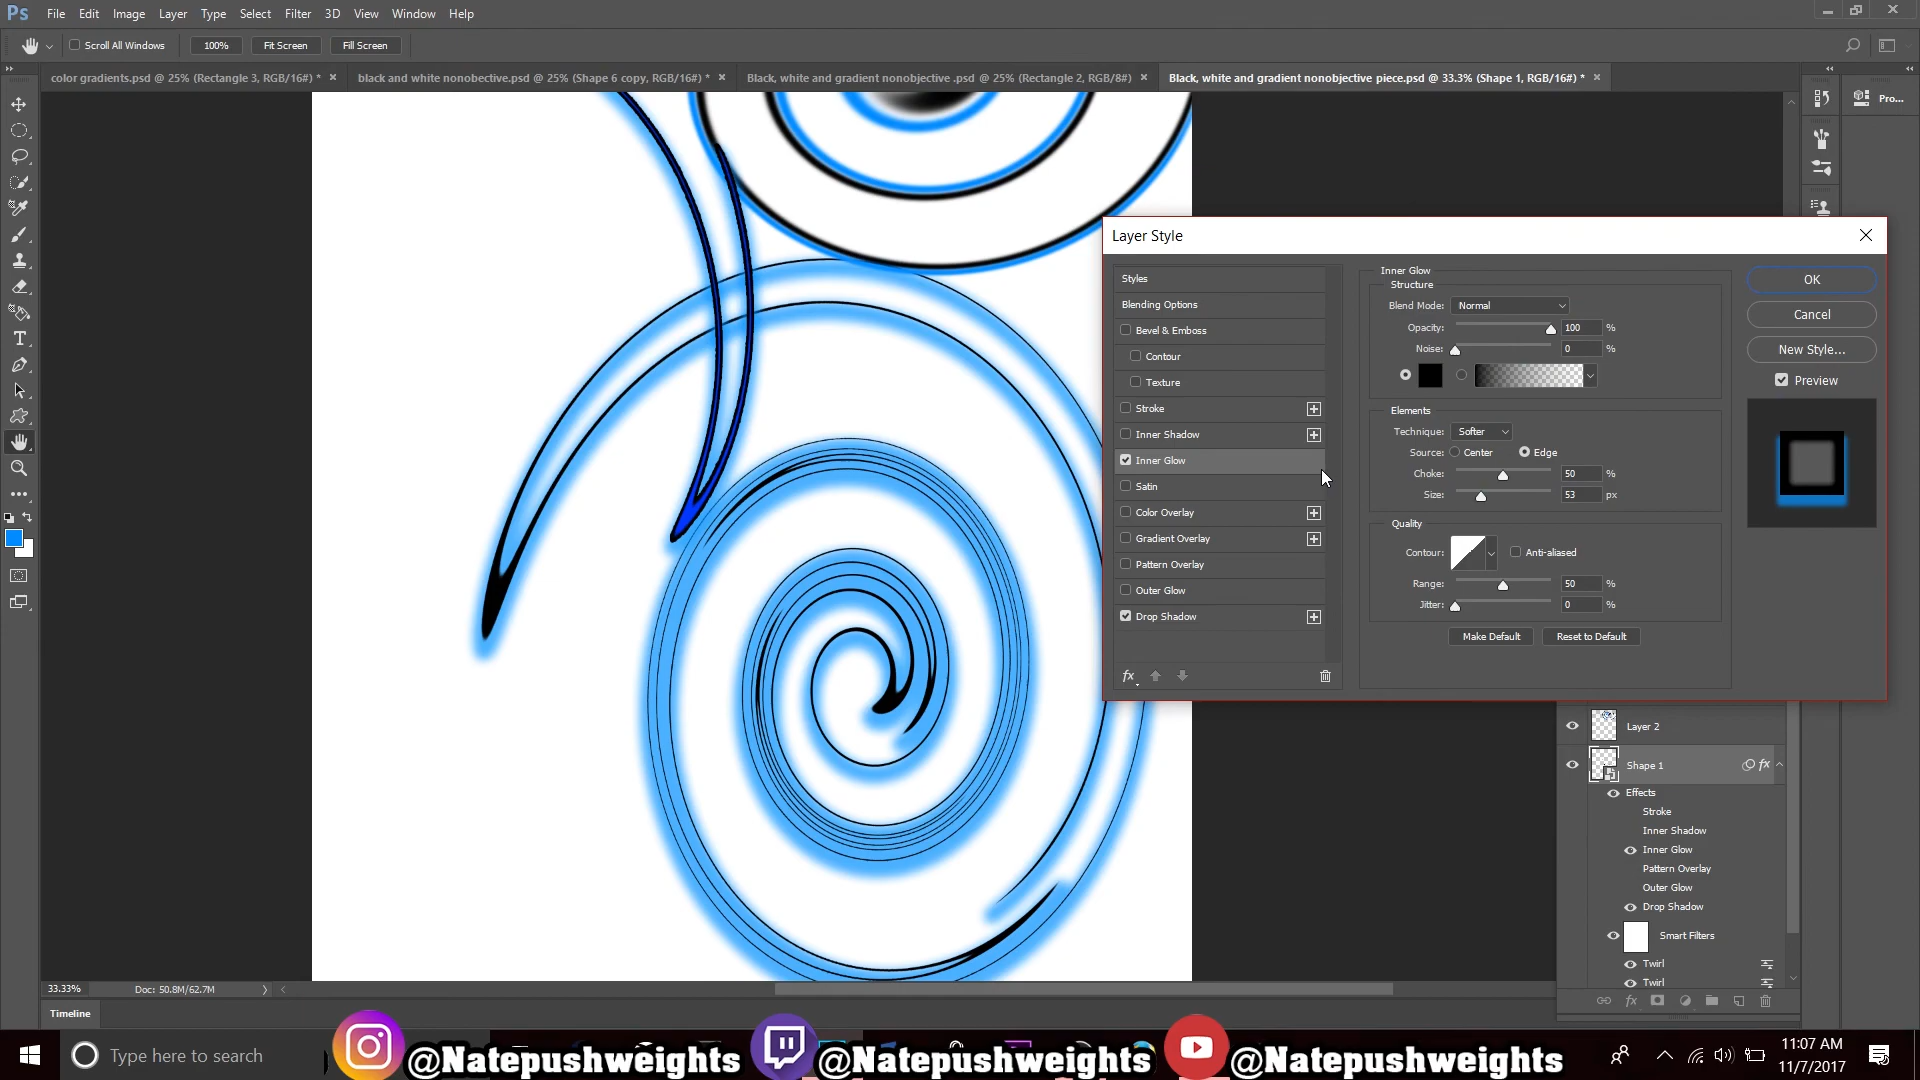 Ps File Edit Image Layer Type Select Filter 3D View Window Help
Scroll All Windows 100% Fit Screen Fill Screen
color gradients.psd @ 25% (Rectangle 3, RGB/16#) * × black and white nonobective.psd @ 25% (Shape 6 copy, RGB/16#) * × Black, white and gradient nonobjective .psd @ 25% (Rectangle 2, RGB/8#) × Black, white and gradient nonobjective piece.psd @ 33.3% (Shape 1, RGB/16#) * ×
Pro...
Layer Style
Styles
Blending Options
Bevel & Emboss
Contour
Texture
Stroke
Inner Shadow
Inner Glow
Satin
Color Overlay
Gradient Overlay
Pattern Overlay
Outer Glow
Drop Shadow
fx
Inner Glow
Structure
Blend Mode: Normal
Opacity: 100 %
Noise: 0 %
Elements
Technique: Softer
Source: Center Edge
Choke: 50 %
Size: 53 px
Quality
Contour: Anti-aliased
Range: 50 %
Jitter: 0 %
Make Default Reset to Default
OK
Cancel
New Style...
Preview
Layer 2
Shape 1 fx
Effects
Stroke
Inner Shadow
Inner Glow
Pattern Overlay
Outer Glow
Drop Shadow
Smart Filters
Twirl
Twirl
fx
33.33% Doc: 50.8M/62.7M
Timeline
Type here to search
@Natepushweights @Natepushweights @Natepushweights
11:07 AM
11/7/2017